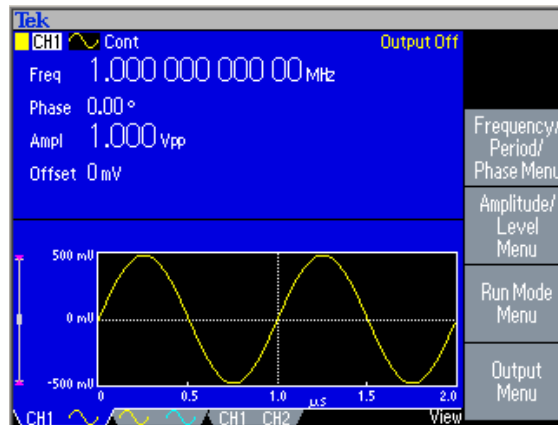 Tek
CH1 Cont Output Off
Freq 1.000 000 000 00 MHz
Phase 0.00 °
Ampl 1.000 Vpp
Offset 0 mV
Frequency/
Period/
Phase Menu
Amplitude/
Level
Menu
Run Mode
Menu
Output
Menu
500 mV
0 mV
-500 mV
0 0.5 1.0 1.5 2.0
µs
CH1 CH1 CH2 View